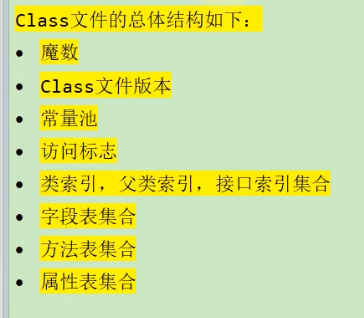 Class文件的总体结构如下：
• 魔数
• Class文件版本
• 常量池
• 访问标志
• 类索引，父类索引，接口索引集合
• 字段表集合
• 方法表集合
• 属性表集合